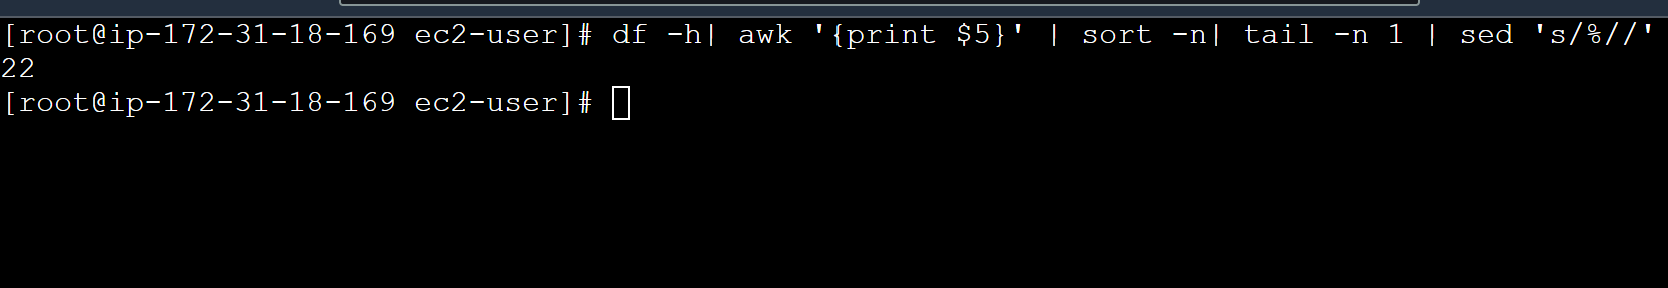 [root@ip-172-31-18-169 ec2-user]# df -h| awk '{print $5}' | sort -n| tail -n 1 | sed 's/%//'
22
[root@ip-172-31-18-169 ec2-user]#